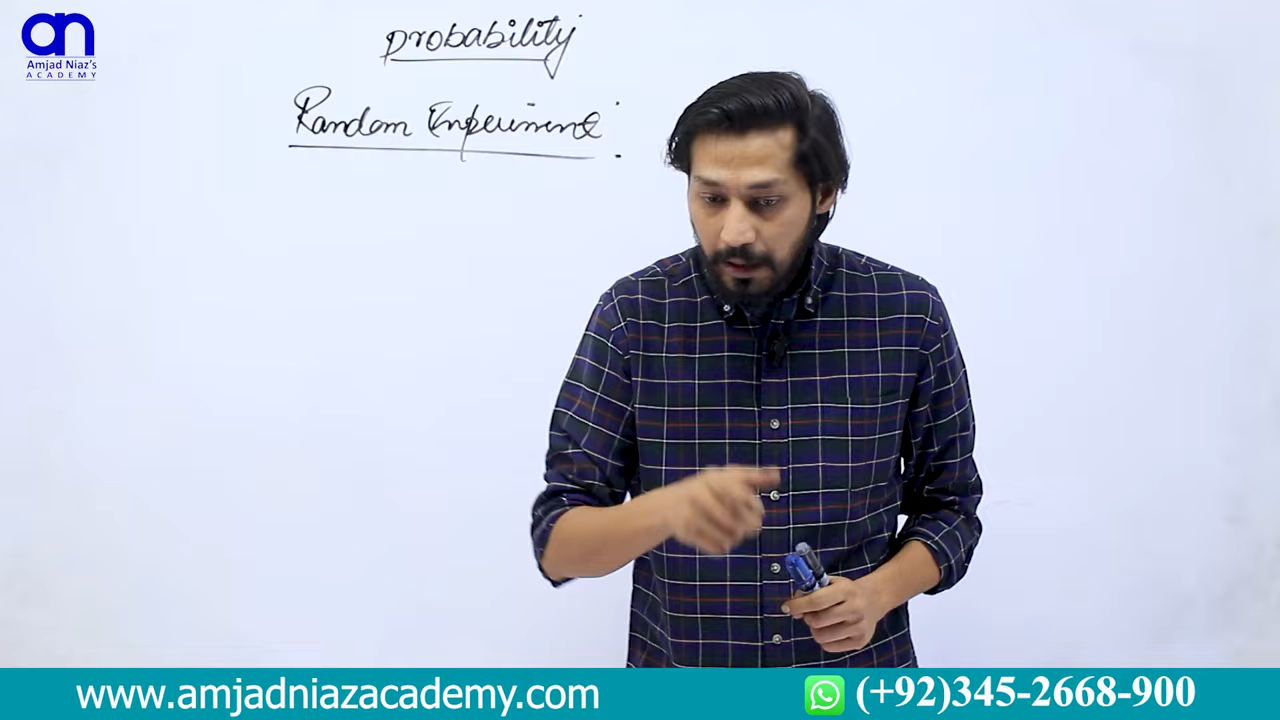 an
Amjad Niaz's
ACADEMY
probability
Random Experiment:
www.amjadniazacademy.com
(+92)345-2668-900